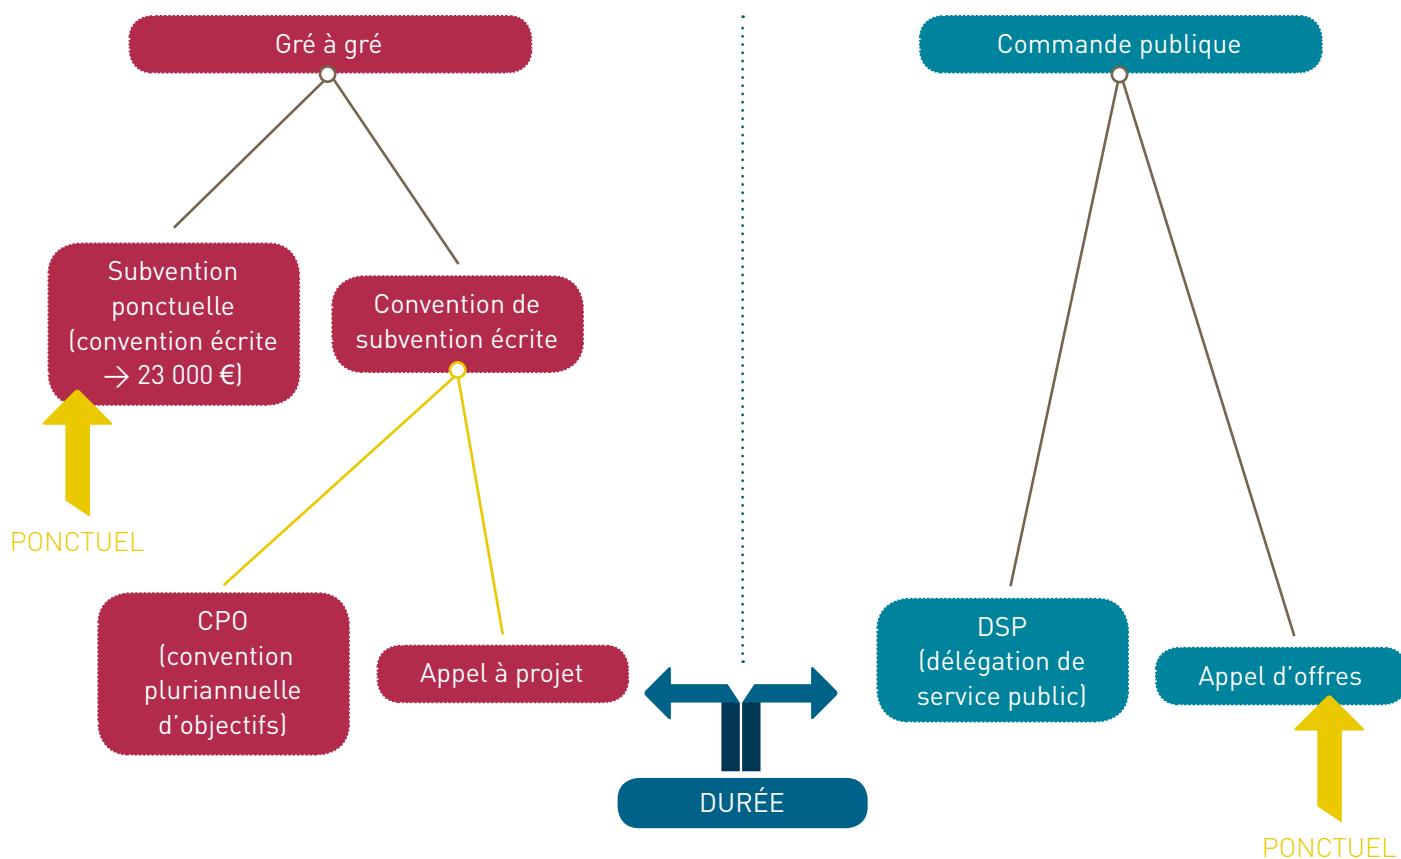 Gré à gré
Commande publique
Subvention
ponctuelle
(convention écrite
→ 23 000 €)
Convention de
subvention écrite
PONCTUEL
CPO
(convention
pluriannuelle
d’objectifs)
Appel à projet
DSP
(délégation de
service public)
Appel d’offres
DURÉE
PONCTUEL